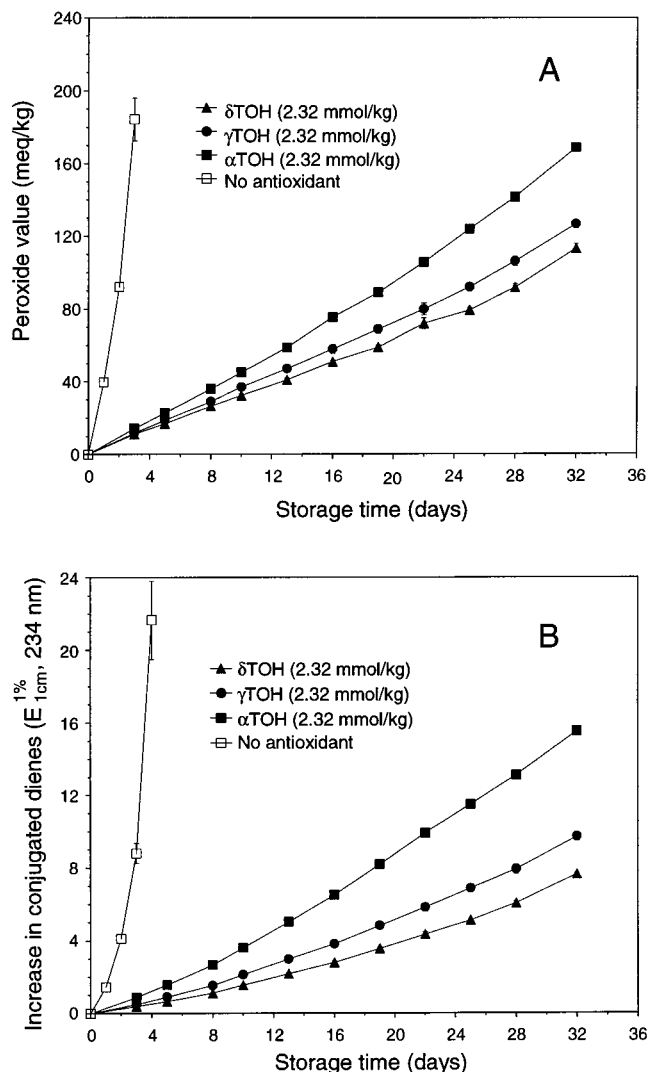 A
240
200
160
120
80
40
0
Peroxide value (meq/kg)
δTOH (2.32 mmol/kg)
γTOH (2.32 mmol/kg)
αTOH (2.32 mmol/kg)
No antioxidant
0 4 8 12 16 20 24 28 32 36
Storage time (days)
B
24
20
16
12
8
4
0
Increase in conjugated dienes (E 1% 1cm, 234 nm)
δTOH (2.32 mmol/kg)
γTOH (2.32 mmol/kg)
αTOH (2.32 mmol/kg)
No antioxidant
0 4 8 12 16 20 24 28 32 36
Storage time (days)